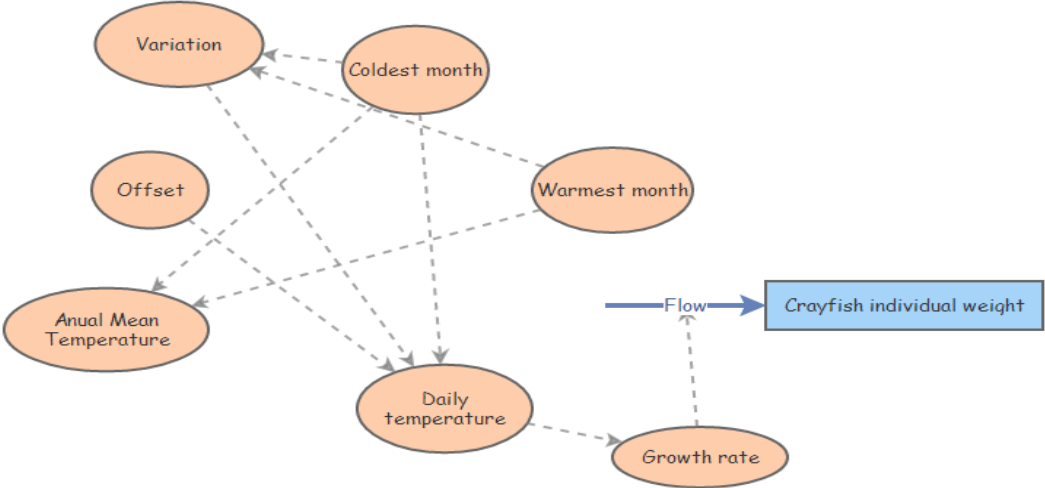 Variation
Coldest month
Offset
Warmest month
Anual Mean
Temperature
Flow
Crayfish individual weight
Daily
temperature
Growth rate